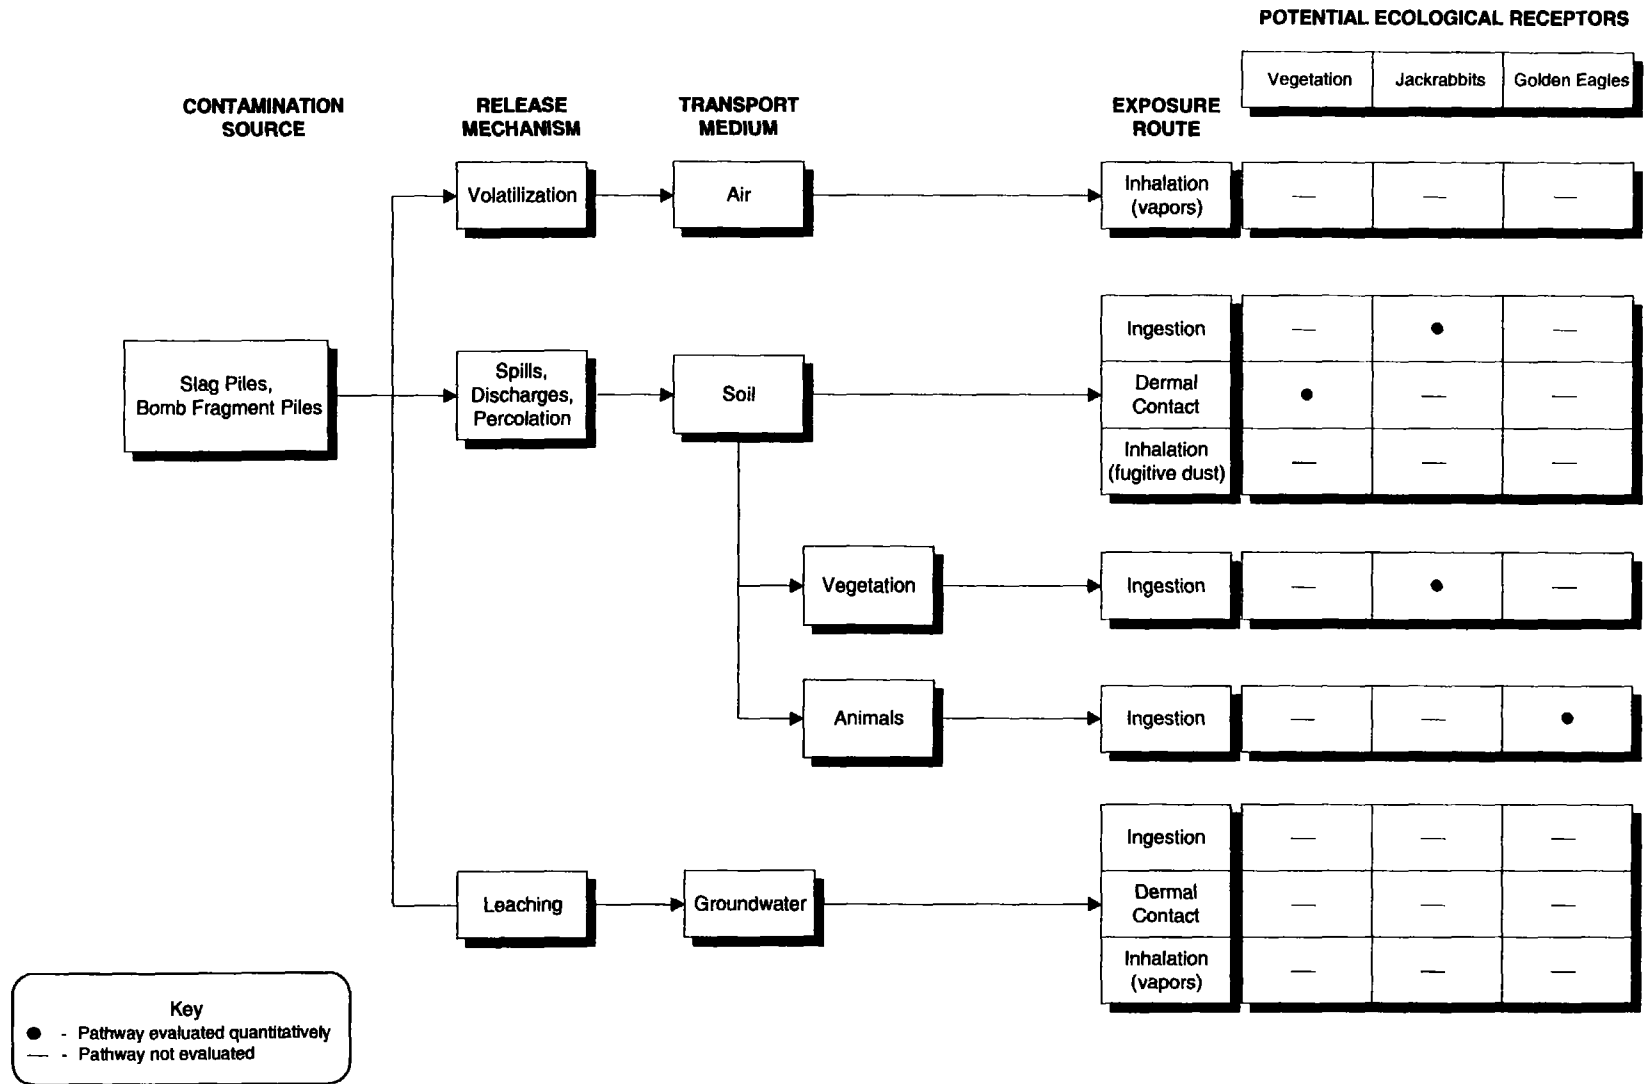 POTENTIAL ECOLOGICAL RECEPTORS
Vegetation
Jackrabbits
Golden Eagles
CONTAMINATION
SOURCE
RELEASE
MECHANISM
TRANSPORT
MEDIUM
EXPOSURE
ROUTE
Volatilization
Air
Inhalation
(vapors)
— — —
Slag Piles,
Bomb Fragment Piles
Spills,
Discharges,
Percolation
Soil
Ingestion
— ● —
Dermal
Contact
● — —
Inhalation
(fugitive dust)
— — —
Vegetation
Ingestion
— ● —
Animals
Ingestion
— — ●
Leaching
Groundwater
Ingestion
— — —
Dermal
Contact
— — —
Inhalation
(vapors)
— — —
Key
● - Pathway evaluated quantitatively
— - Pathway not evaluated